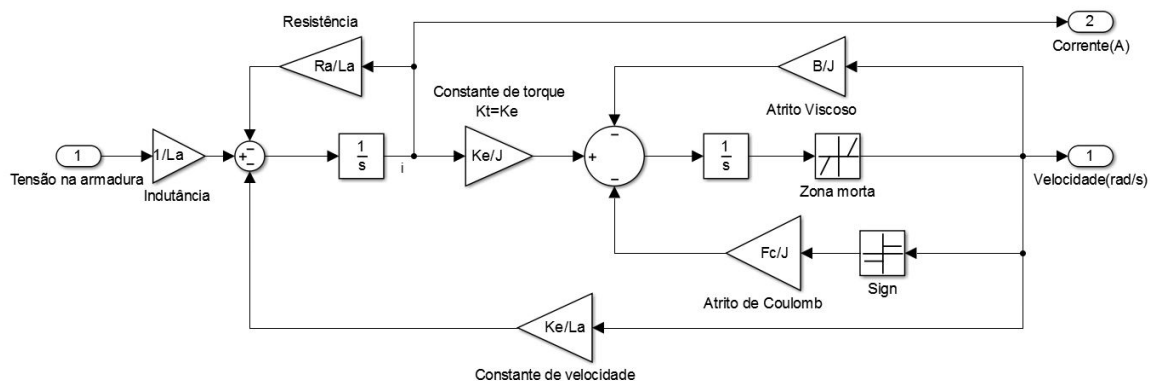 Resistência
2
Corrente(A)
Ra/La
B/J
Atrito Viscoso
Constante de torque
Kt=Ke
1
Tensão na armadura
1/La
Indutância
+
−
−
1
s
i
Ke/J
−
+
−
1
s
Zona morta
1
Velocidade(rad/s)
Fc/J
Atrito de Coulomb
Sign
Ke/La
Constante de velocidade